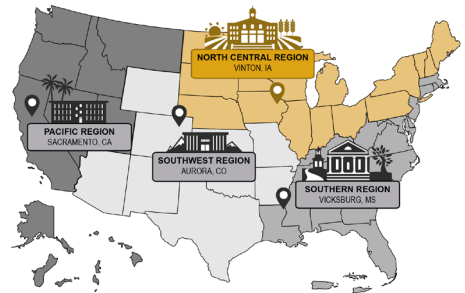 NORTH CENTRAL REGION
VINTON, IA
PACIFIC REGION
SACRAMENTO, CA
SOUTHWEST REGION
AURORA, CO
SOUTHERN REGION
VICKSBURG, MS